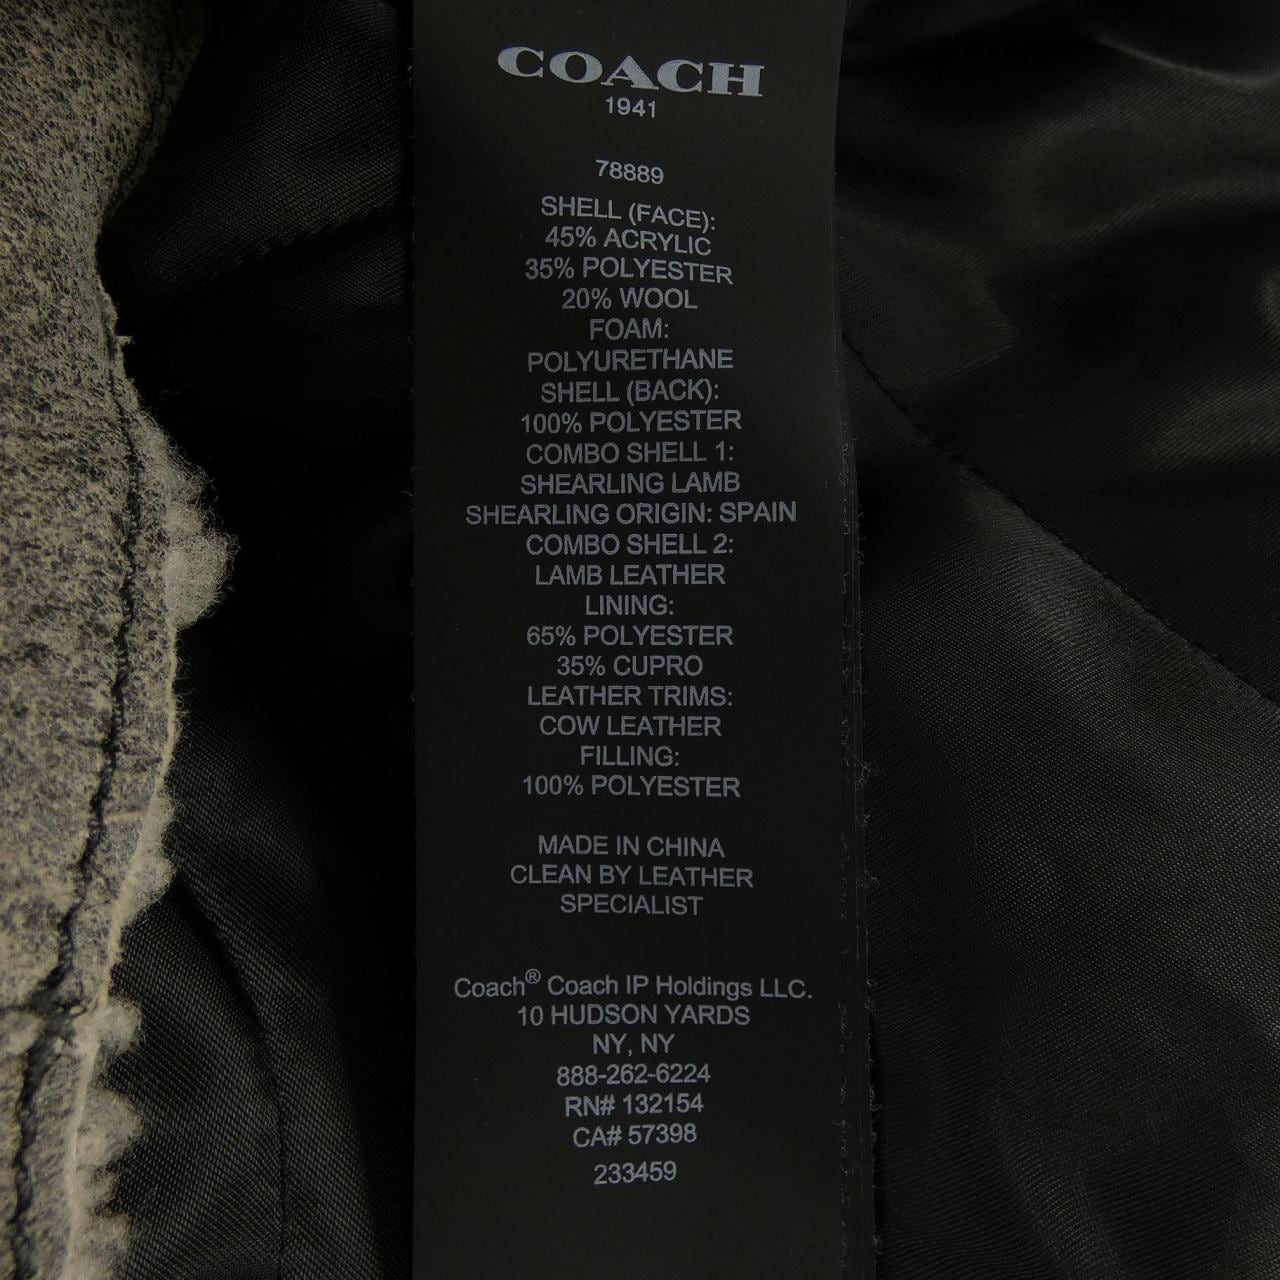 COACH
1941
78889
SHELL (FACE):
45% ACRYLIC
35% POLYESTER
20% WOOL
FOAM:
POLYURETHANE
SHELL (BACK):
100% POLYESTER
COMBO SHELL 1:
SHEARLING LAMB
SHEARLING ORIGIN: SPAIN
COMBO SHELL 2:
LAMB LEATHER
LINING:
65% POLYESTER
35% CUPRO
LEATHER TRIMS:
COW LEATHER
FILLING:
100% POLYESTER
MADE IN CHINA
CLEAN BY LEATHER
SPECIALIST
Coach® Coach IP Holdings LLC.
10 HUDSON YARDS
NY, NY
888-262-6224
RN# 132154
CA# 57398
233459